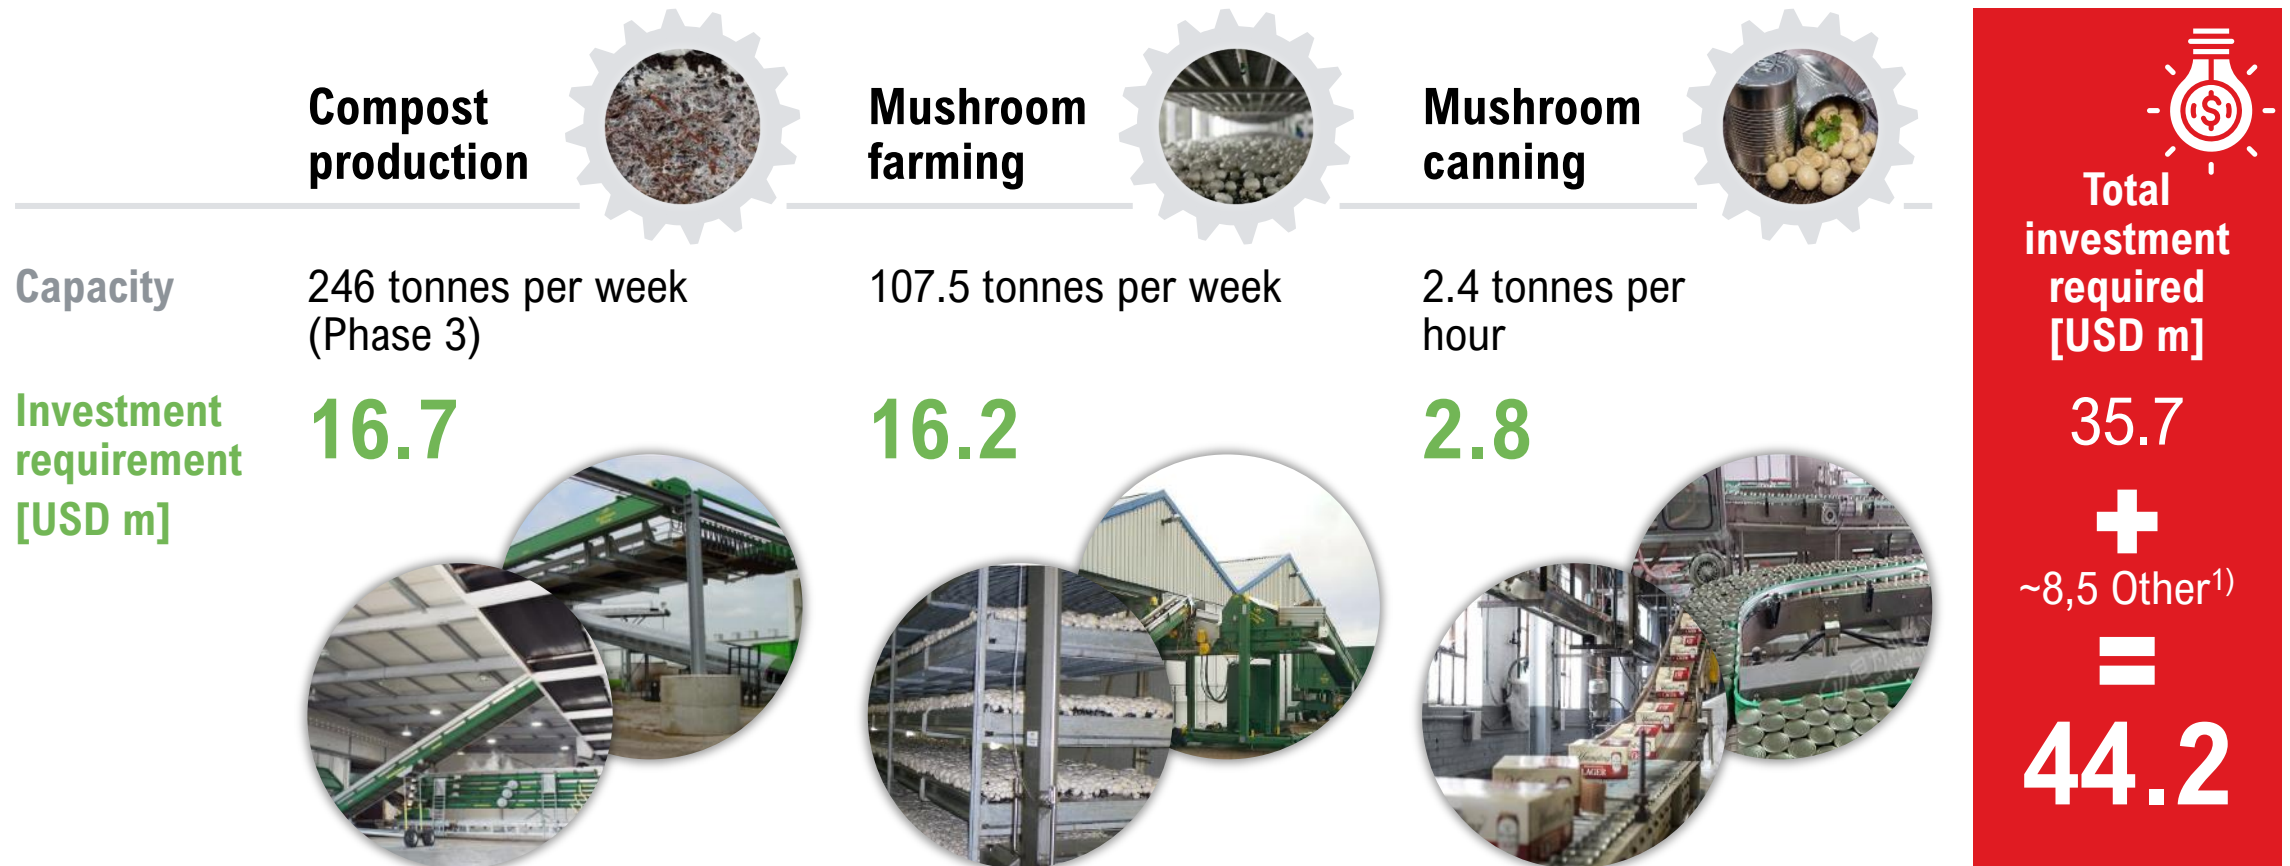 Compost
production
Mushroom
farming
Mushroom
canning
Capacity
246 tonnes per week
(Phase 3)
107.5 tonnes per week
2.4 tonnes per
hour
Investment
requirement
[USD m]
16.7
16.2
2.8
$
Total
investment
required
[USD m]
35.7
+
~8,5 Other1)
=
44.2
LAGER